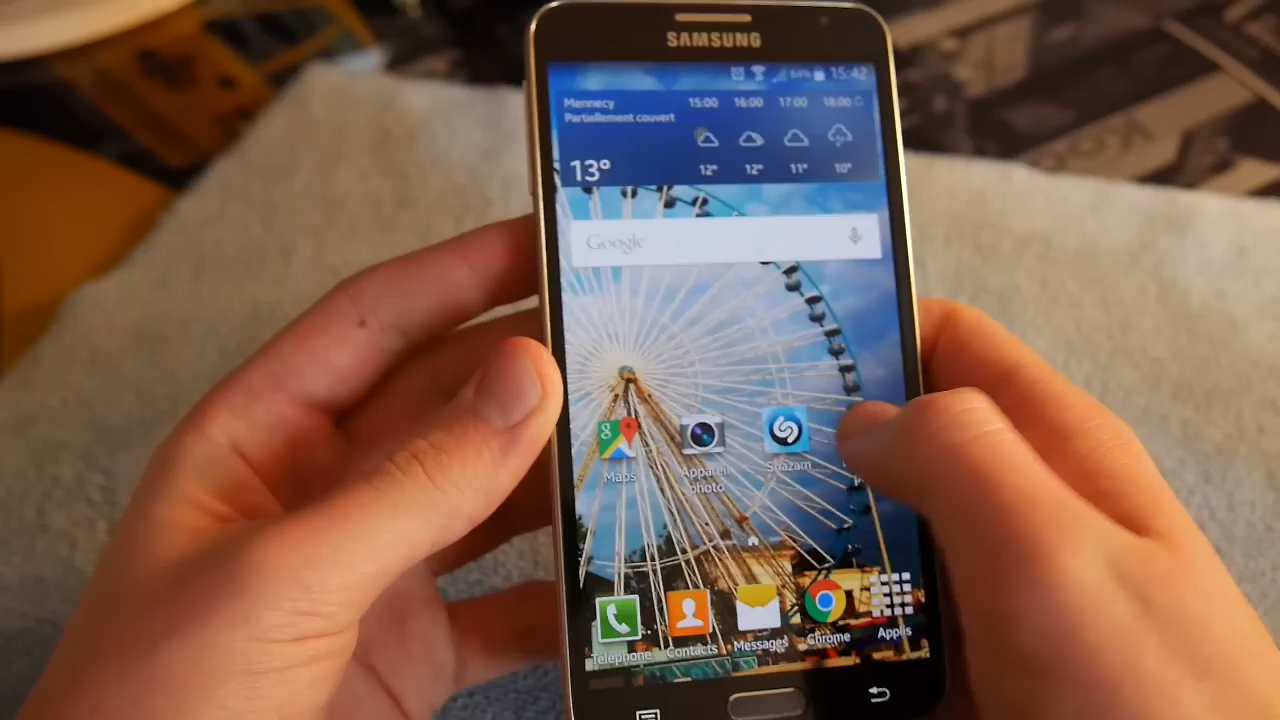 SAMSUNG
15:42
Mennecy
Partiellement couvert
15:00 16:00 17:00 18:00
13°
12° 12° 11° 10°
Google
Maps
Appareil
photo
Shazam
Téléphone
Contacts
Messages
Chrome
Applis